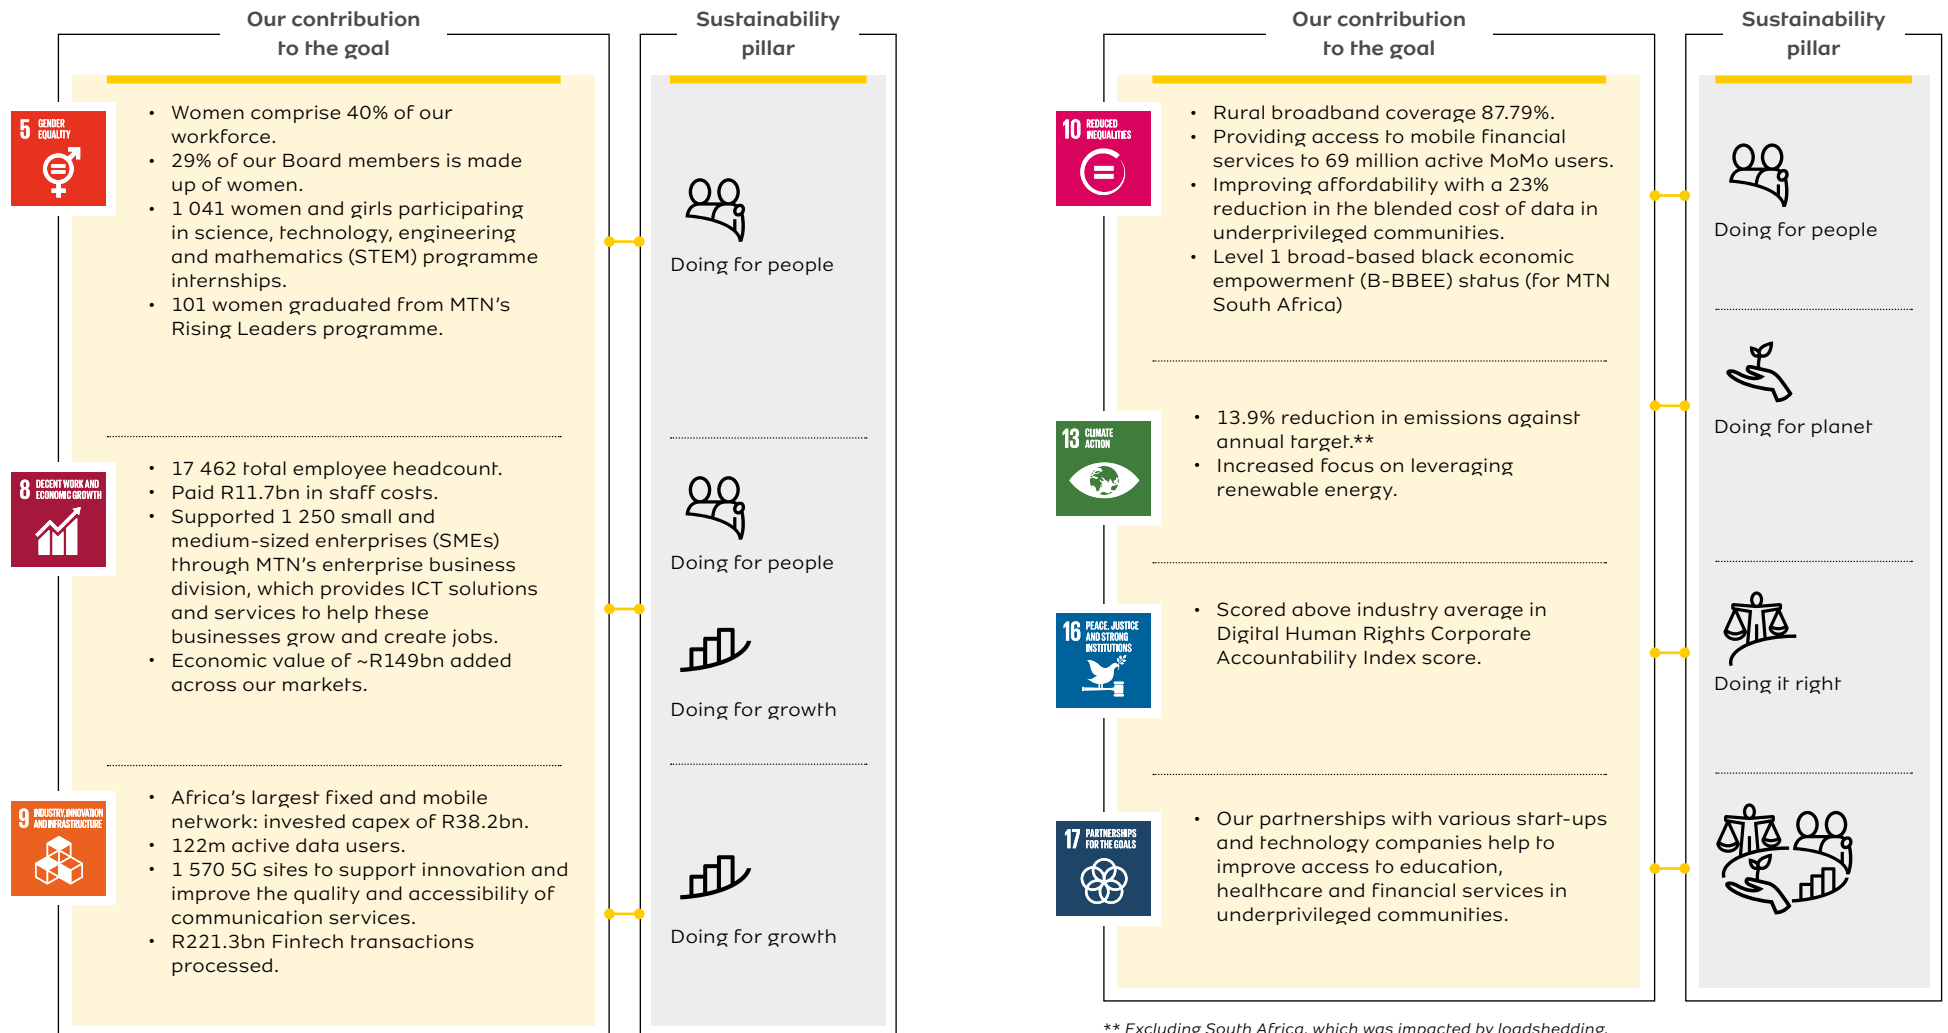 Our contribution
to the goal
Sustainability
pillar
5 GENDER
EQUALITY
• Women comprise 40% of our
workforce.
• 29% of our Board members is made
up of women.
• 1 041 women and girls participating
in science, technology, engineering
and mathematics (STEM) programme
internships.
• 101 women graduated from MTN's
Rising Leaders programme.
Doing for people
8 DECENT WORK AND
ECONOMIC GROWTH
• 17 462 total employee headcount.
• Paid R11.7bn in staff costs.
• Supported 1 250 small and
medium-sized enterprises (SMEs)
through MTN's enterprise business
division, which provides ICT solutions
and services to help these
businesses grow and create jobs.
• Economic value of ~R149bn added
across our markets.
Doing for people
Doing for growth
9 INDUSTRY, INNOVATION
AND INFRASTRUCTURE
• Africa's largest fixed and mobile
network: invested capex of R38.2bn.
• 122m active data users.
• 1 570 5G sites to support innovation and
improve the quality and accessibility of
communication services.
• R221.3bn Fintech transactions
processed.
Doing for growth
Our contribution
to the goal
Sustainability
pillar
10 REDUCED
INEQUALITIES
• Rural broadband coverage 87.79%.
• Providing access to mobile financial
services to 69 million active MoMo users.
• Improving affordability with a 23%
reduction in the blended cost of data in
underprivileged communities.
• Level 1 broad-based black economic
empowerment (B-BBEE) status (for MTN
South Africa)
Doing for people
13 CLIMATE
ACTION
• 13.9% reduction in emissions against
annual target.**
• Increased focus on leveraging
renewable energy.
Doing for planet
16 PEACE, JUSTICE
AND STRONG
INSTITUTIONS
• Scored above industry average in
Digital Human Rights Corporate
Accountability Index score.
Doing it right
17 PARTNERSHIPS
FOR THE GOALS
• Our partnerships with various start-ups
and technology companies help to
improve access to education,
healthcare and financial services in
underprivileged communities.
** Excluding South Africa, which was impacted by loadshedding.